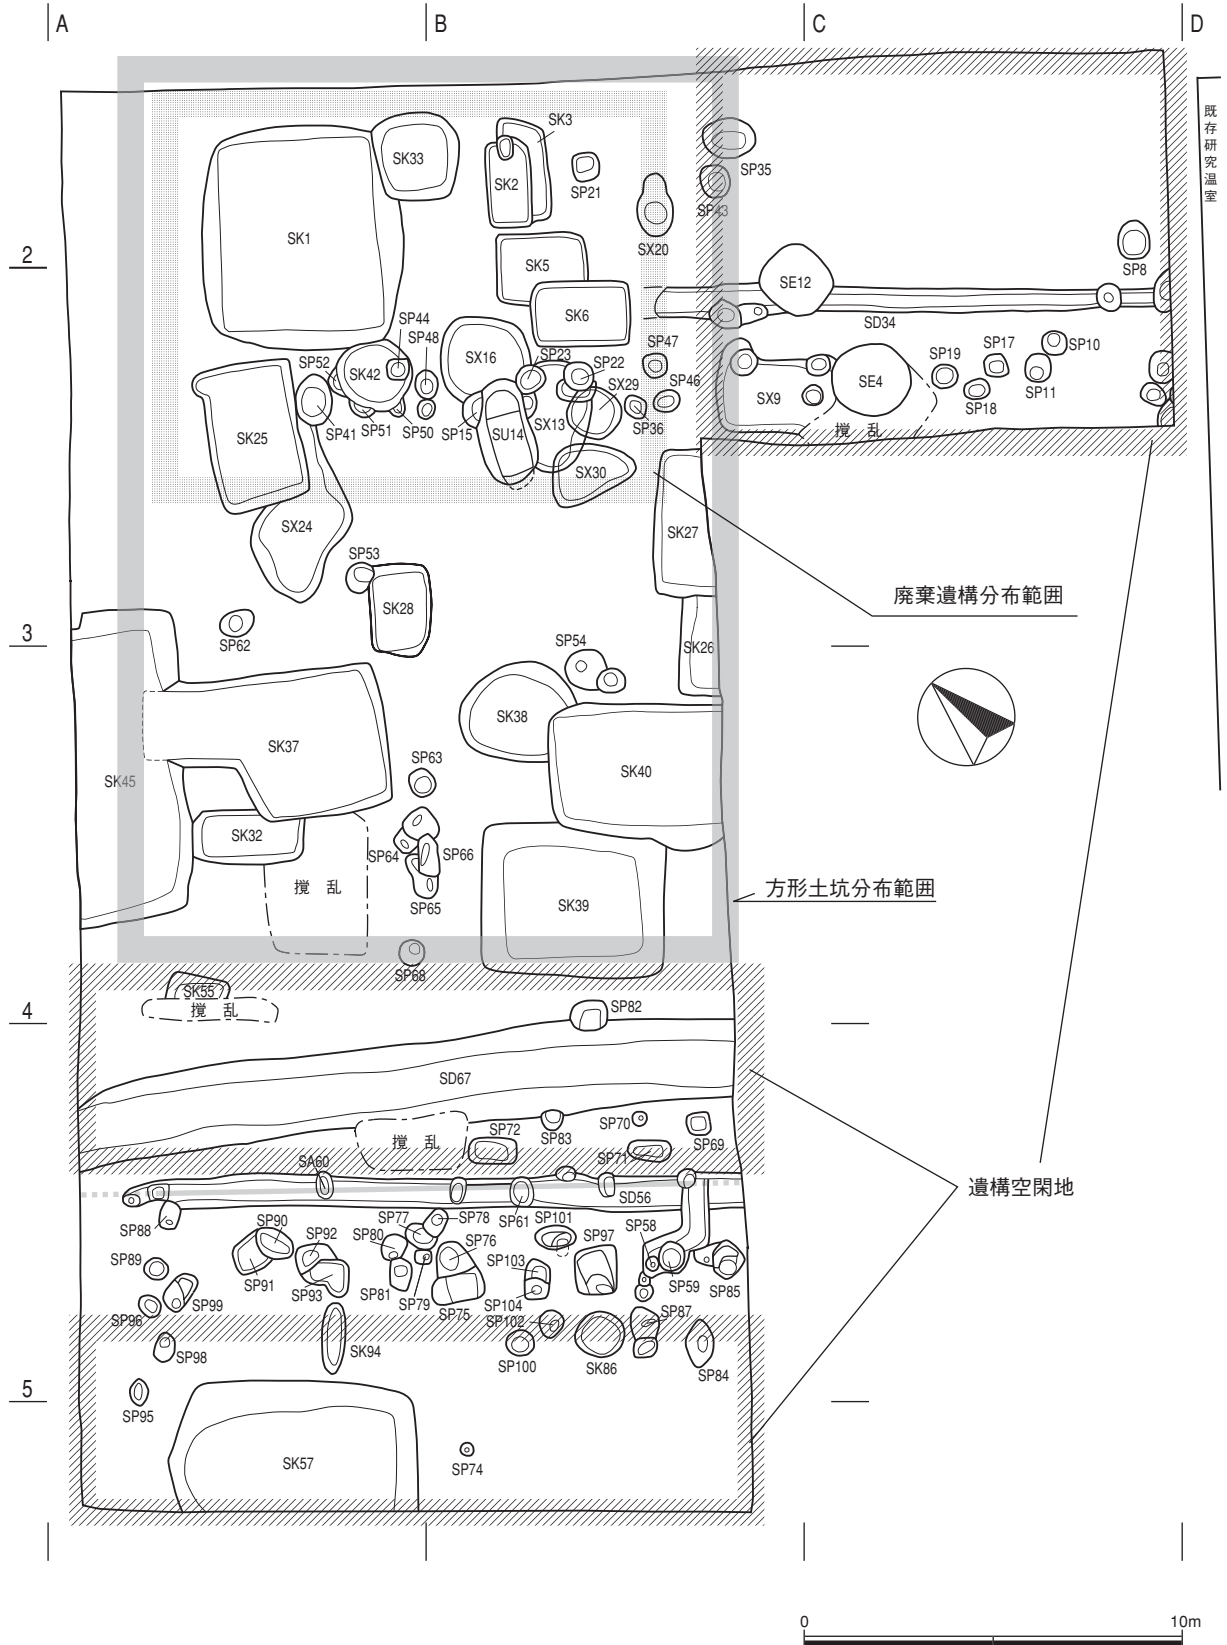 A
B
C
D
既存研究温室
SK3
SK33
SK2
SP21
SP35
SP43
SK1
SX20
SP8
2
SK5
SE12
SK6
SD34
SP44
SP48
SP47
SP23
SP22
SP52
SX16
SK42
SX29
SP46
SP19
SP17
SP10
SE4
SX9
SP11
SP18
SK25
SP41
SP51
SP50
SP15
SU14
SX13
SP36
撹 乱
SX30
SX24
SK27
SP53
廃棄遺構分布範囲
SK28
SP62
3
SP54
SK26
SK38
SK37
SP63
SK40
SK45
SK32
SP64
SP66
撹 乱
SP65
SK39
方形土坑分布範囲
SP68
SK55
撹 乱
4
SP82
SD67
撹 乱
SP72
SP83
SP70
SP69
SP71
SA60
SD56
遺構空閑地
SP88
SP90
SP77
SP78
SP61
SP101
SP58
SP92
SP80
SP76
SP97
SP89
SP103
SP91
SP93
SP81
SP79
SP59
SP85
SP99
SP104
SP75
SP96
SP102
SP87
SP98
SK94
SP100
SK86
SP84
5
SP95
SK57
SP74
0
10m